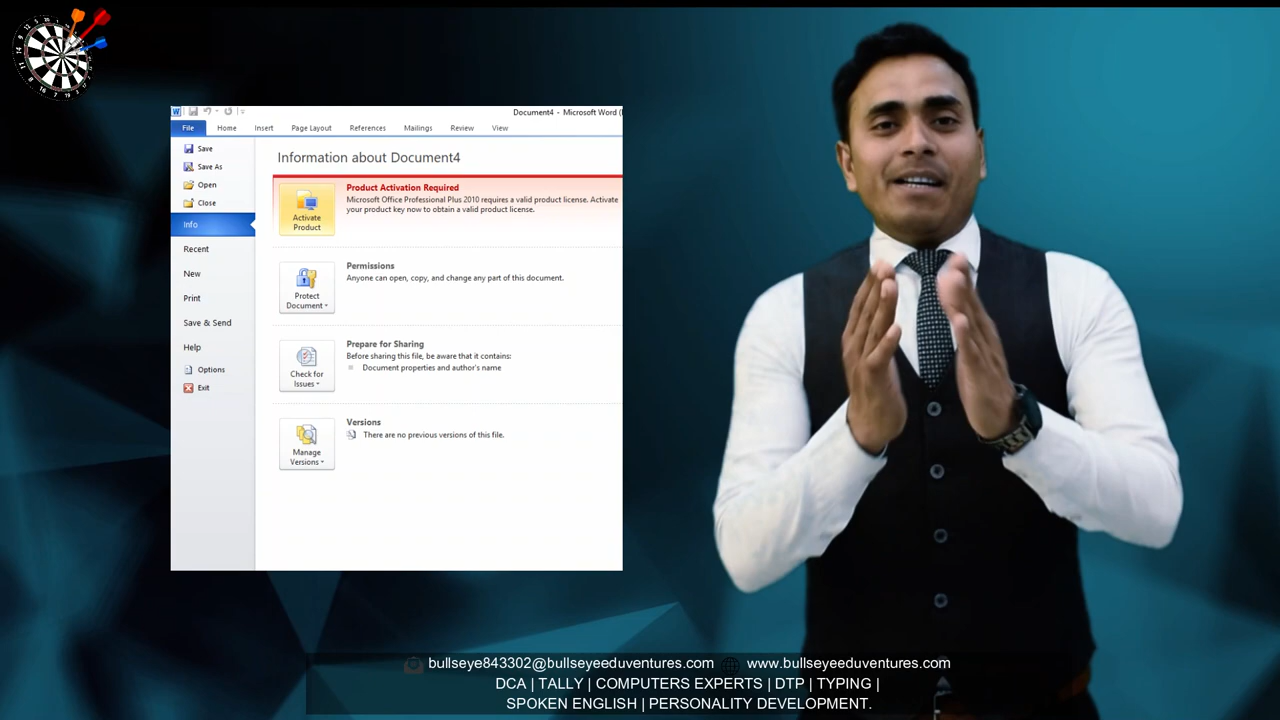 Document4 - Microsoft Word (
File Home Insert Page Layout References Mailings Review View
Save
Save As
Open
Close
Info
Recent
New
Print
Save & Send
Help
Options
Exit
Information about Document4
Activate
Product
Product Activation Required
Microsoft Office Professional Plus 2010 requires a valid product license. Activate
your product key now to obtain a valid product license.
Protect
Document
Permissions
Anyone can open, copy, and change any part of this document.
Check for
Issues
Prepare for Sharing
Before sharing this file, be aware that it contains:
Document properties and author's name
Manage
Versions
Versions
There are no previous versions of this file.
bullseye843302@bullseyeeduventures.com www.bullseyeeduventures.com
DCA | TALLY | COMPUTERS EXPERTS | DTP | TYPING |
SPOKEN ENGLISH | PERSONALITY DEVELOPMENT.